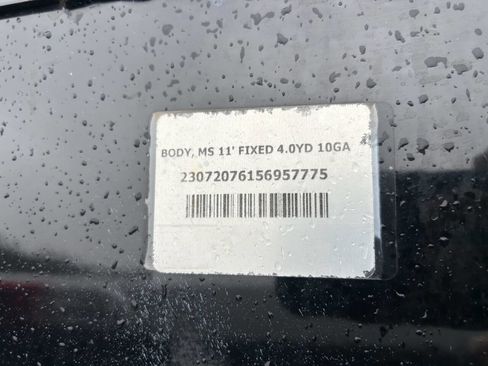 BODY, MS 11' FIXED 4.0YD 10GA
23072076156957775